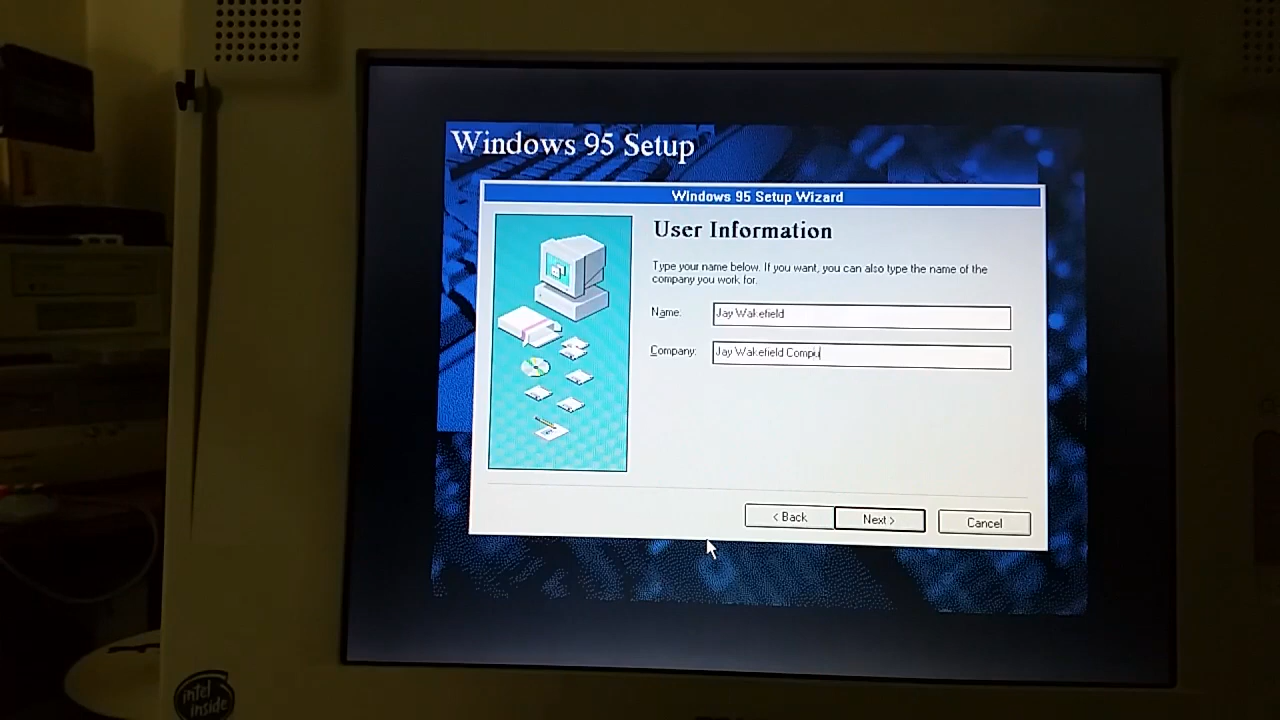 Windows 95 Setup
Windows 95 Setup Wizard
User Information
Type your name below. If you want, you can also type the name of the
company you work for.
Name: Jay Wakefield
Company: Jay Wakefield Compu
< Back Next > Cancel
intel
inside